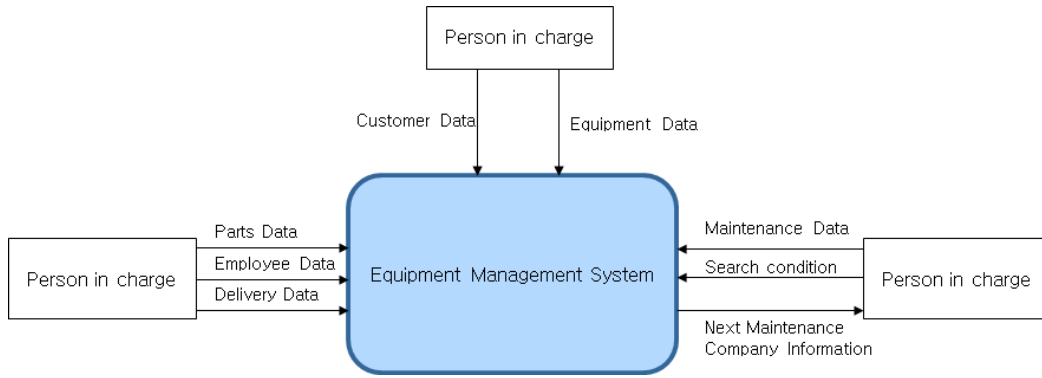 Person in charge
Customer Data
Equipment Data
Parts Data
Employee Data
Delivery Data
Person in charge
Equipment Management System
Maintenance Data
Search condition
Next Maintenance
Company Information
Person in charge